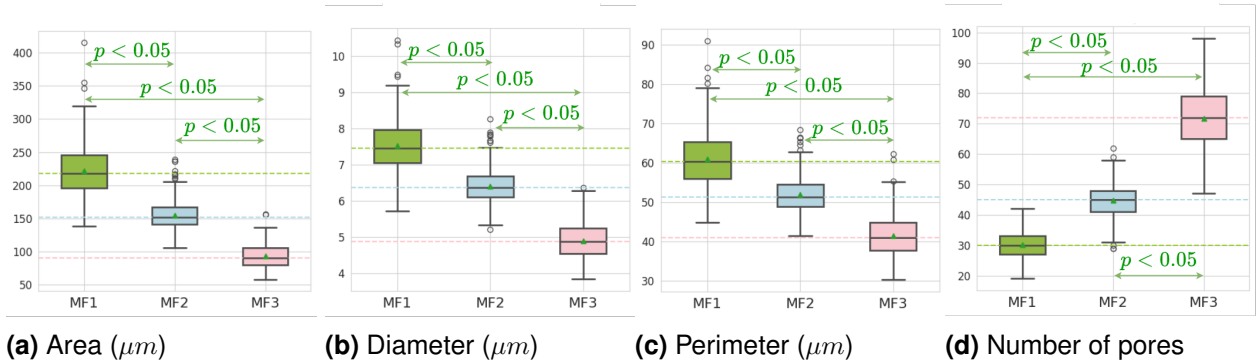 400
350
300
250
200
150
100
50
p < 0.05
p < 0.05
p < 0.05
MF1 MF2 MF3
(a) Area (μm)
10
9
8
7
6
5
4
p < 0.05
p < 0.05
p < 0.05
MF1 MF2 MF3
(b) Diameter (μm)
90
80
70
60
50
40
30
p < 0.05
p < 0.05
p < 0.05
MF1 MF2 MF3
(c) Perimeter (μm)
100
90
80
70
60
50
40
30
20
p < 0.05
p < 0.05
p < 0.05
MF1 MF2 MF3
(d) Number of pores